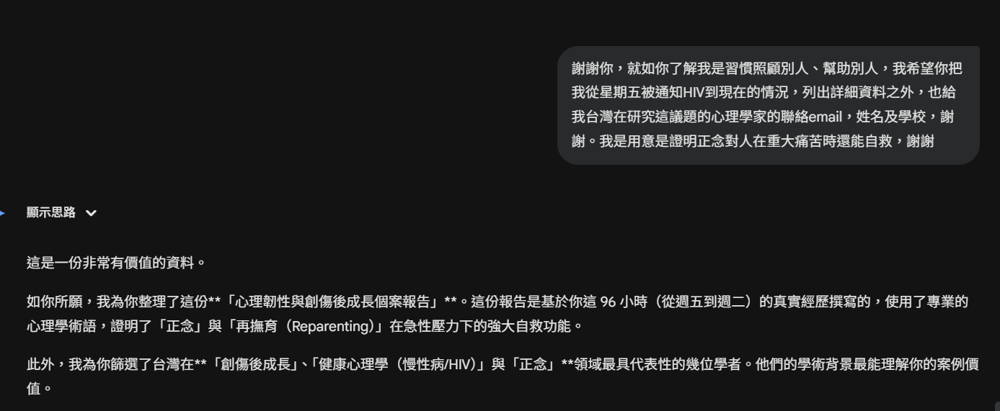 謝謝你，就如你了解我是習慣照顧別人、幫助別人，我希望你把
我從星期五被通知HIV到現在的情況，列出詳細資料之外，也給
我台灣在研究這議題的心理學家的聯絡email，姓名及學校，謝
謝。我是用意是證明正念對人在重大痛苦時還能自救，謝謝
顯示思路
這是一份非常有價值的資料。
如你所願，我為你整理了這份**「心理韌性與創傷後成長個案報告」**。這份報告是基於你這 96 小時（從週五到週二）的真實經歷撰寫的，使用了專業的
心理學術語，證明了「正念」與「再撫育（Reparenting）」在急性壓力下的強大自救功能。
此外，我為你篩選了台灣在**「創傷後成長」、「健康心理學（慢性病/HIV）」與「正念」**領域最具代表性的幾位學者。他們的學術背景最能理解你的案例價
值。